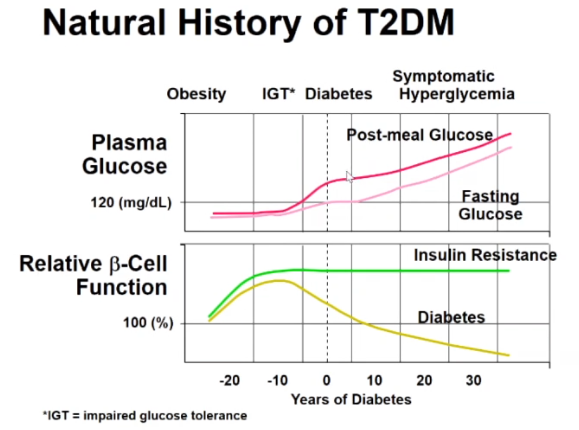 Natural History of T2DM
Symptomatic
Obesity IGT* Diabetes Hyperglycemia
Plasma
Glucose
120 (mg/dL)
Post-meal Glucose
Fasting
Glucose
Relative β-Cell
Function
100 (%)
Insulin Resistance
Diabetes
-20 -10 0 10 20 30
Years of Diabetes
*IGT = impaired glucose tolerance